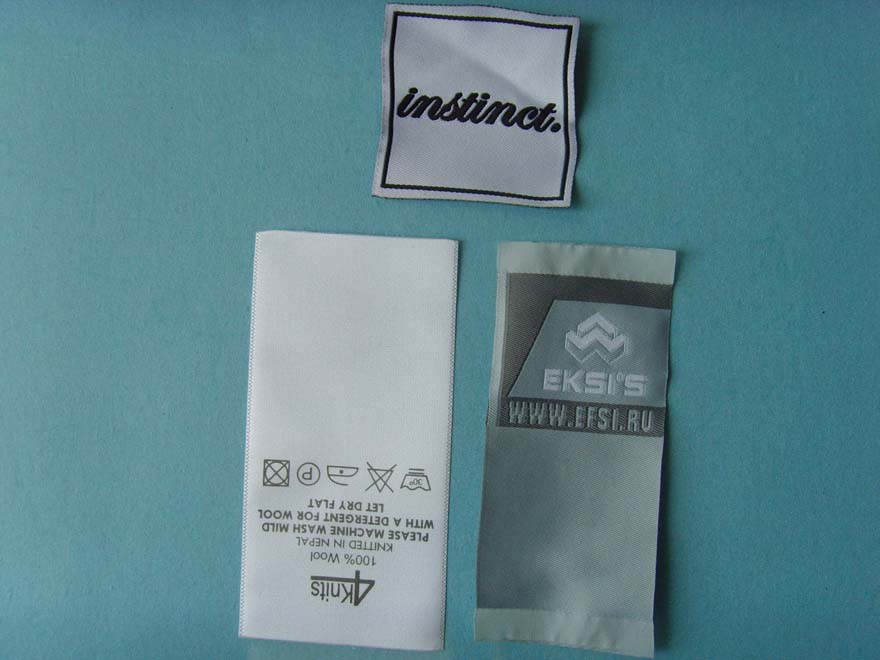 instinct.
4Knits
100% Wool
KNITTED IN NEPAL
PLEASE MACHINE WASH MILD
WITH A DETERGENT FOR WOOL
LET DRY FLAT
30° P
EKSI'S
WWW.EFSI.RU